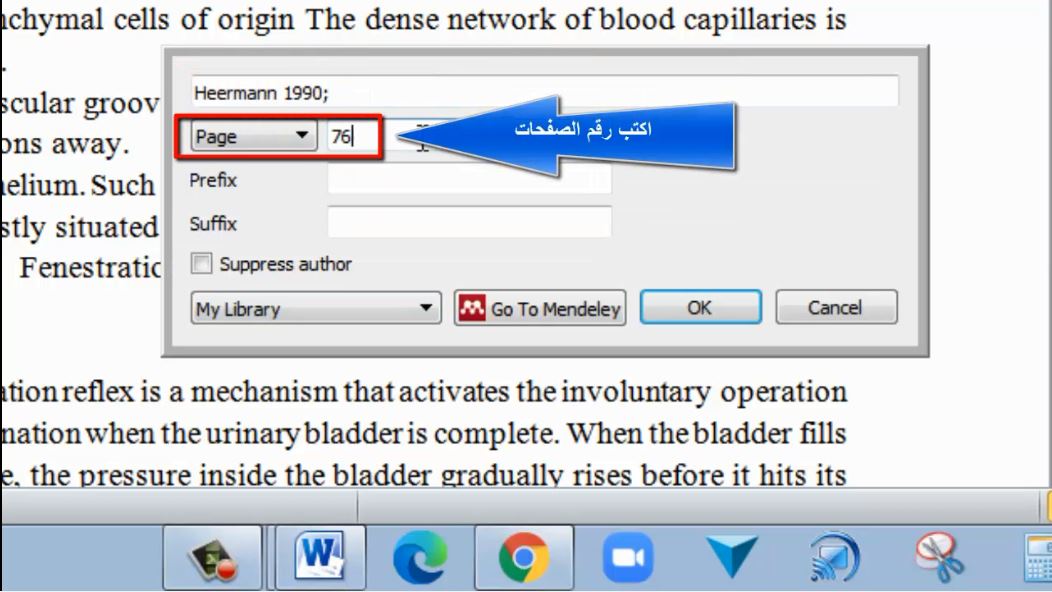 nchymal cells of origin The dense network of blood capillaries is
.
scular groov
ons away.
nelium. Such
stly situated
Fenestratio
Heermann 1990;
Page
76
اكتب رقم الصفحات
Prefix
Suffix
Suppress author
My Library
Go To Mendeley
OK
Cancel
ation reflex is a mechanism that activates the involuntary operation
nation when the urinary bladder is complete. When the bladder fills
e, the pressure inside the bladder gradually rises before it hits its
W